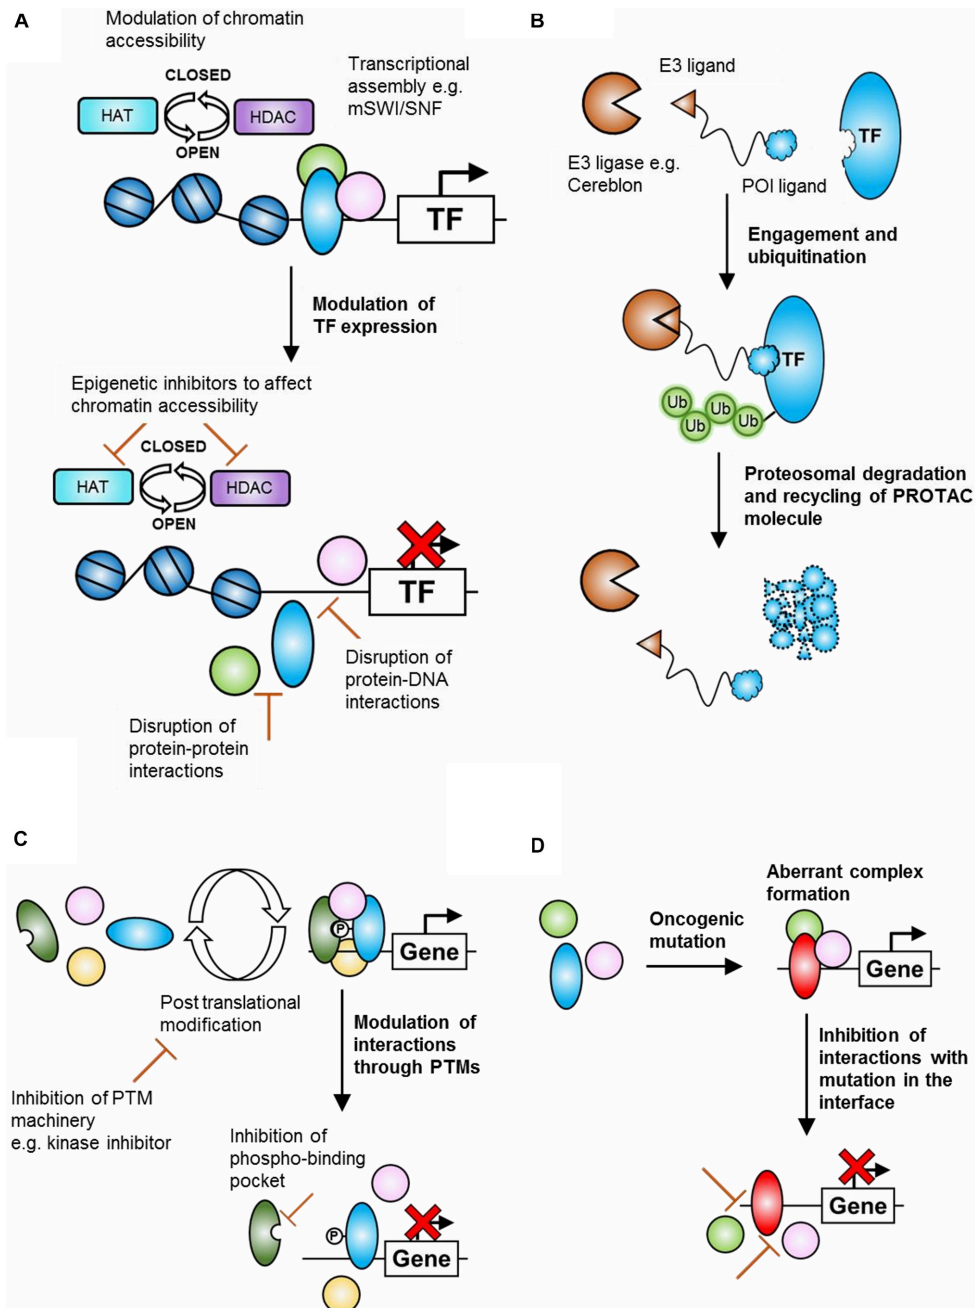 A
Modulation of chromatin
accessibility
CLOSED
HAT
HDAC
OPEN
Transcriptional
assembly e.g.
mSWI/SNF
TF
Modulation of
TF expression
Epigenetic inhibitors to affect
chromatin accessibility
CLOSED
HAT
HDAC
OPEN
TF
Disruption of
protein-DNA
interactions
Disruption of
protein-protein
interactions
B
E3 ligand
TF
E3 ligase e.g.
Cereblon
POI ligand
Engagement and
ubiquitination
TF
Ub
Ub
Ub
Ub
Proteosomal degradation
and recycling of PROTAC
molecule
C
P
Gene
Post translational
modification
Modulation of
interactions
through PTMs
Inhibition of PTM
machinery
e.g. kinase inhibitor
Inhibition of
phospho-binding
pocket
P
Gene
D
Oncogenic
mutation
Aberrant complex
formation
Gene
Inhibition of
interactions with
mutation in the
interface
Gene